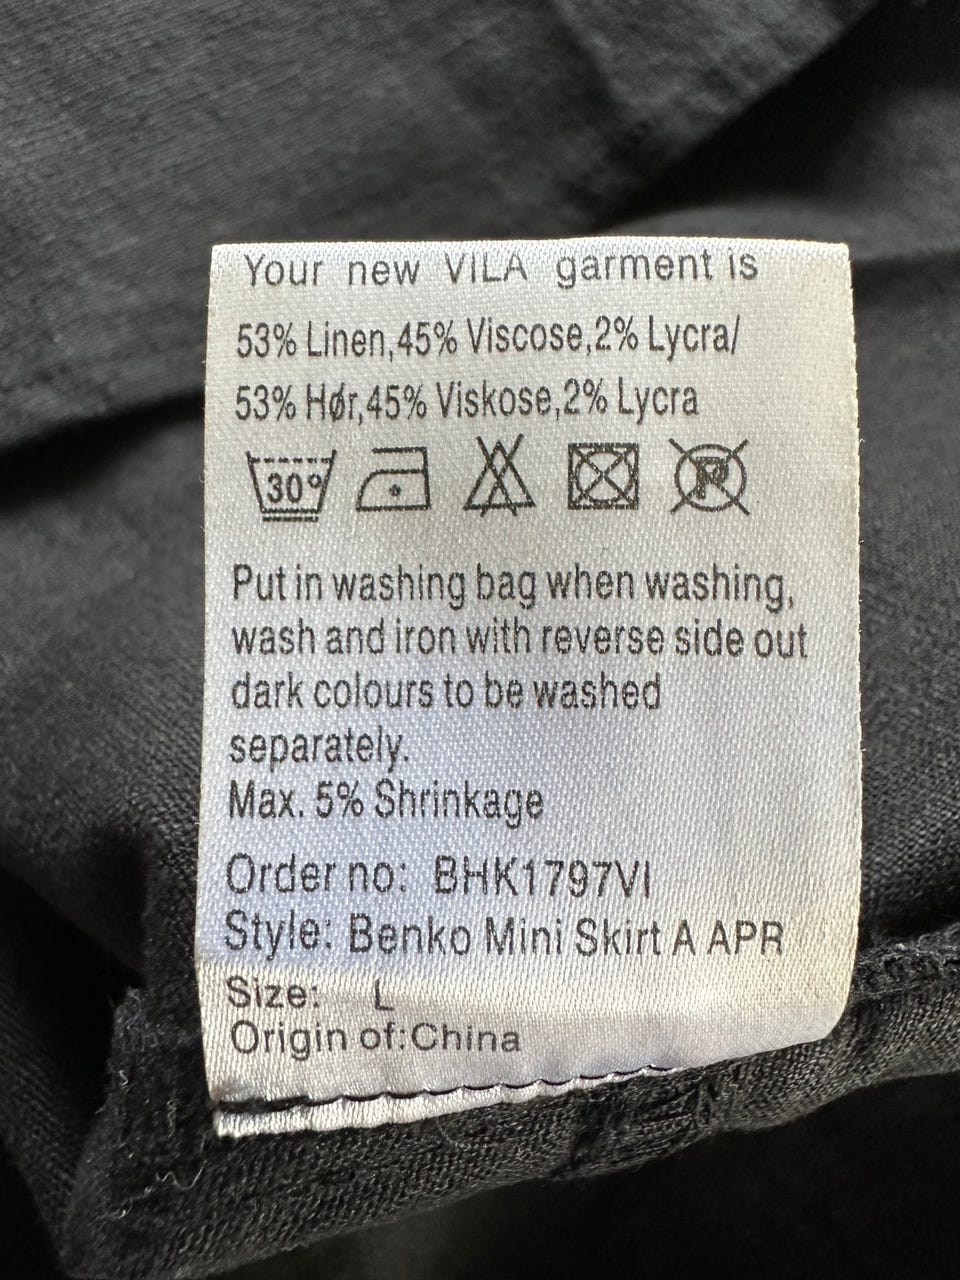 Your new VILA garment is
53% Linen,45% Viscose,2% Lycra/
53% Hør,45% Viskose,2% Lycra
30° P
Put in washing bag when washing,
wash and iron with reverse side out
dark colours to be washed
separately.
Max. 5% Shrinkage
Order no: BHK1797VI
Style: Benko Mini Skirt A APR
Size: L
Origin of:China